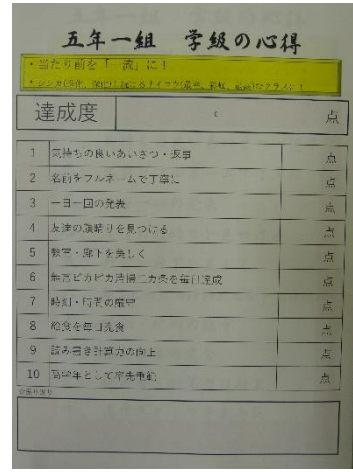 五年一組 学級の心得
・当たり前を「一流」に！
達成度 点
1 気持ちの良いあいさつ・返事 点
2 名前をフルネームで丁寧に 点
3 一日一回の発表 点
4 友達の頑張りを見つける 点
5 教室・廊下を美しく 点
6 無言ピカピカ清掃二カ条を毎日達成 点
7 時刻・時間の厳守 点
8 給食を毎日完食 点
9 読み書き計算力の向上 点
10 高学年として率先垂範 点
☆振り返り